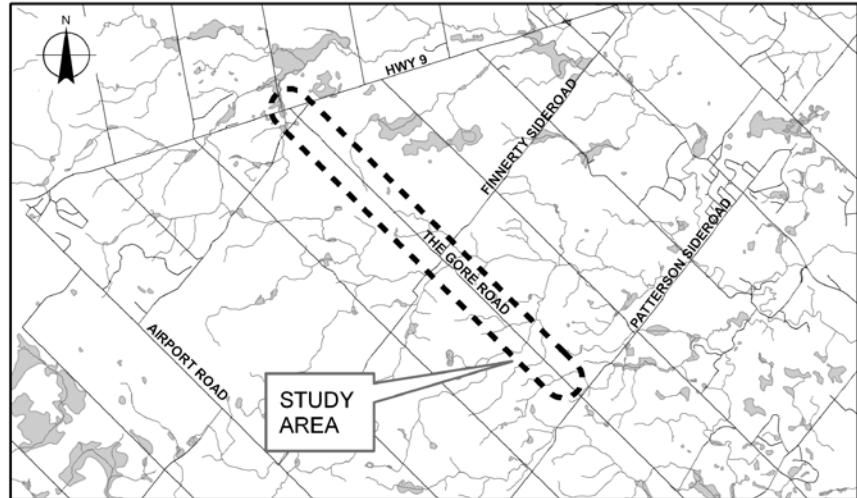 N
HWY 9
FINNERTY SIDEROAD
THE GORE ROAD
PATTERSON SIDEROAD
AIRPORT ROAD
STUDY
AREA